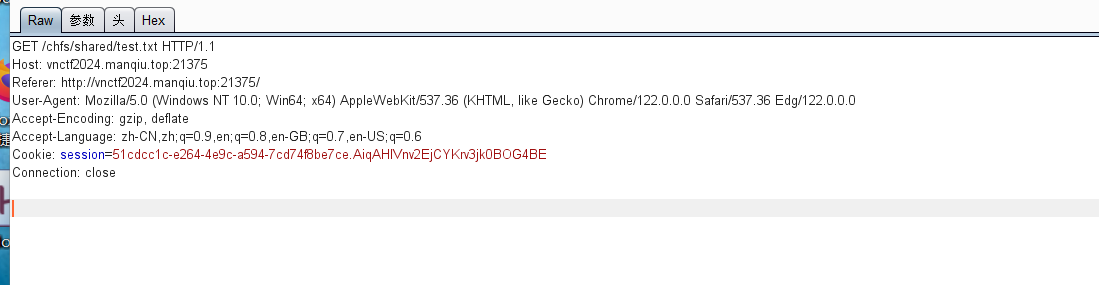 Raw 参数 头 Hex
GET /chfs/shared/test.txt HTTP/1.1
Host: vnctf2024.manqiu.top:21375
Referer: http://vnctf2024.manqiu.top:21375/
User-Agent: Mozilla/5.0 (Windows NT 10.0; Win64; x64) AppleWebKit/537.36 (KHTML, like Gecko) Chrome/122.0.0.0 Safari/537.36 Edg/122.0.0.0
Accept-Encoding: gzip, deflate
Accept-Language: zh-CN,zh;q=0.9,en;q=0.8,en-GB;q=0.7,en-US;q=0.6
Cookie: session=51cdcc1c-e264-4e9c-a594-7cd74f8be7ce.AiqAHlVnv2EjCYKrv3jk0BOG4BE
Connection: close